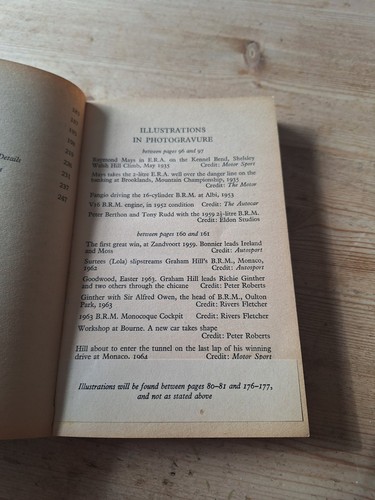 Details
247
ILLUSTRATIONS
IN PHOTOGRAVURE
between pages 96 and 97
Raymond Mays in E.R.A. on the Kennel Bend, Shelsley
Walsh Hill Climb, May 1935 Credit: Motor Sport
Mays takes the 2-litre E.R.A. well over the danger line on the
banking at Brooklands, Mountain Championship, 1935
Credit: The Motor
Fangio driving the 16-cylinder B.R.M. at Albi, 1953
V16 B.R.M. engine, in 1952 condition Credit: The Autocar
Peter Berthon and Tony Rudd with the 1959 2½-litre B.R.M.
Credit: Eldon Studios
between pages 160 and 161
The first great win, at Zandvoort 1959. Bonnier leads Ireland
and Moss Credit: Autosport
Surtees (Lola) slipstreams Graham Hill's B.R.M., Monaco,
1962 Credit: Autosport
Goodwood, Easter 1963. Graham Hill leads Richie Ginther
and two others through the chicane Credit: Peter Roberts
Ginther with Sir Alfred Owen, the head of B.R.M., Oulton
Park, 1963 Credit: Rivers Fletcher
1963 B.R.M. Monocoque Cockpit Credit: Rivers Fletcher
Workshop at Bourne. A new car takes shape
Credit: Peter Roberts
Hill about to enter the tunnel on the last lap of his winning
drive at Monaco, 1964 Credit: Motor Sport
Illustrations will be found between pages 80–81 and 176–177,
and not as stated above